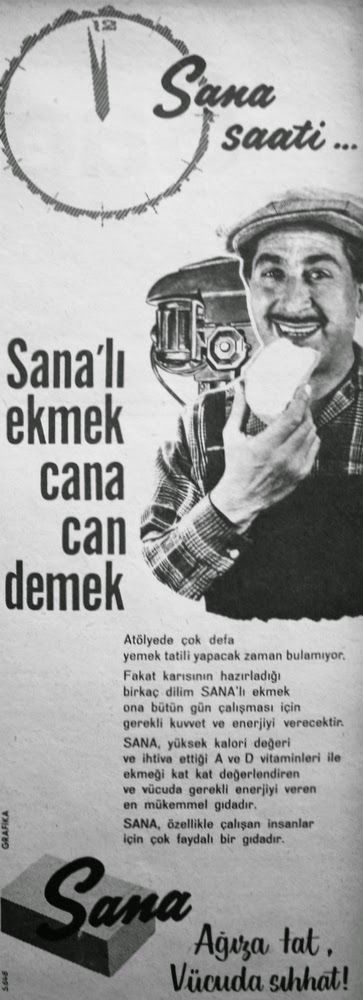 12
Sana
saati...
Sana'lı
ekmek
cana
can
demek
Atölyede çok defa
yemek tatili yapacak zaman bulamıyor.
Fakat karısının hazırladığı
birkaç dilim SANA'lı ekmek
ona bütün gün çalışması için
gerekli kuvvet ve enerjiyi verecektir.
SANA, yüksek kalori değeri
ve ihtiva ettiği A ve D vitaminleri ile
ekmeği kat kat değerlendiren
ve vücuda gerekli enerjiyi veren
en mükemmel gıdadır.
SANA, özellikle çalışan insanlar
için çok faydalı bir gıdadır.
GRAFİKA
S.648
Sana
Ağıza tat,
Vücuda sıhhat!